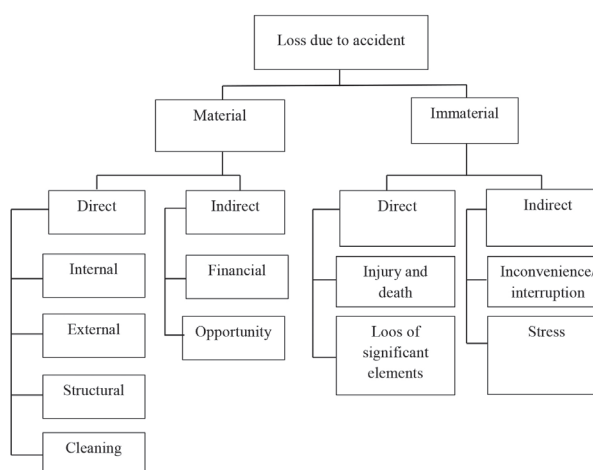 Loss due to accident
Material
Immaterial
Direct
Indirect
Direct
Indirect
Internal
Financial
Injury and
death
Inconvenience/
interruption
External
Opportunity
Loos of
significant
elements
Stress
Structural
Cleaning